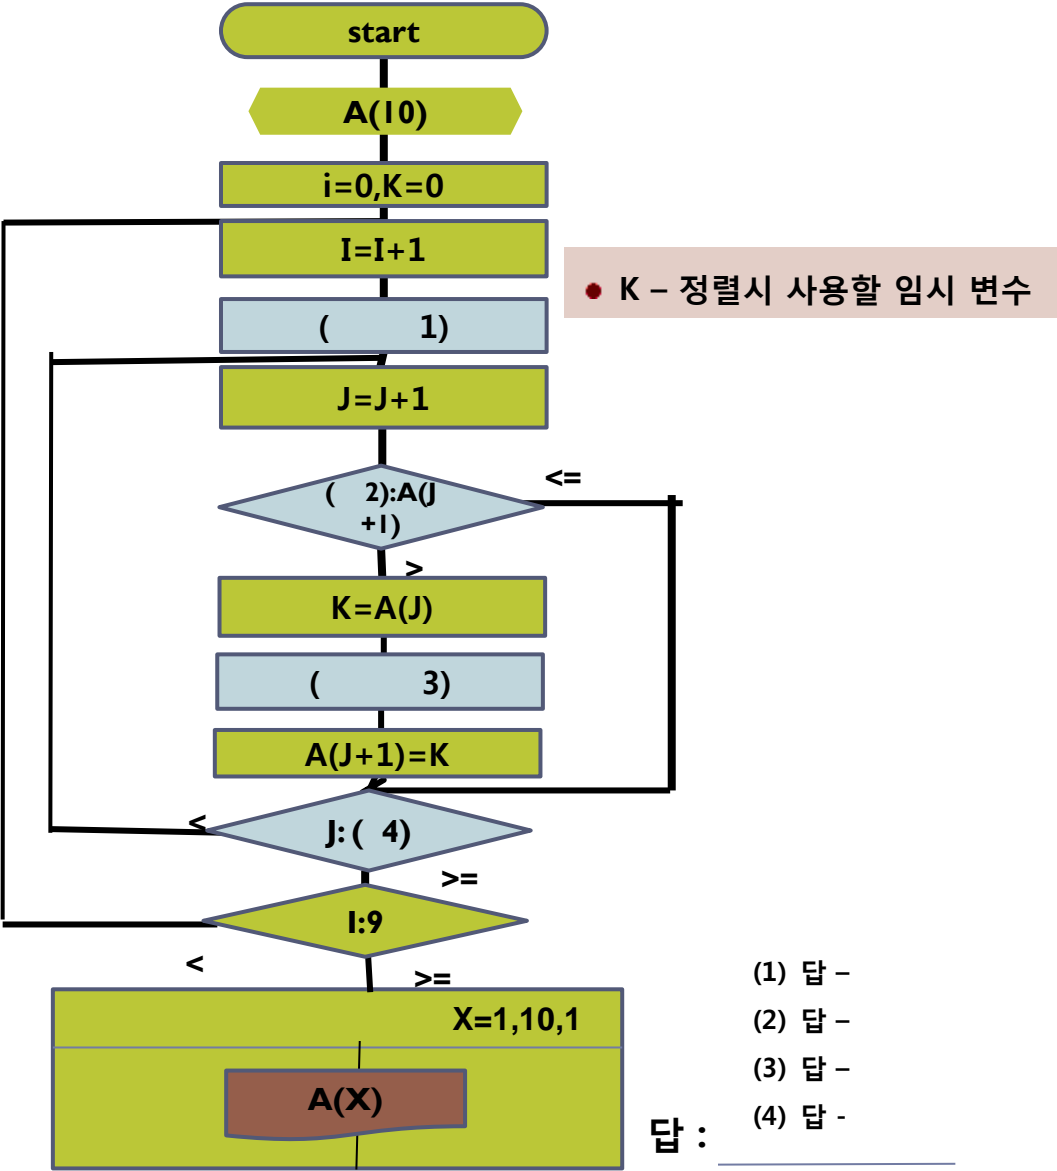 start
A(10)
i=0,K=0
I=I+1
● K – 정렬시 사용할 임시 변수
( 1)
J=J+1
<=
( 2):A(J
+1)
>
K=A(J)
( 3)
A(J+1)=K
<
J: ( 4)
>=
I:9
<
>=
X=1,10,1
A(X)
(1) 답 –
(2) 답 –
(3) 답 –
(4) 답 -
답 :